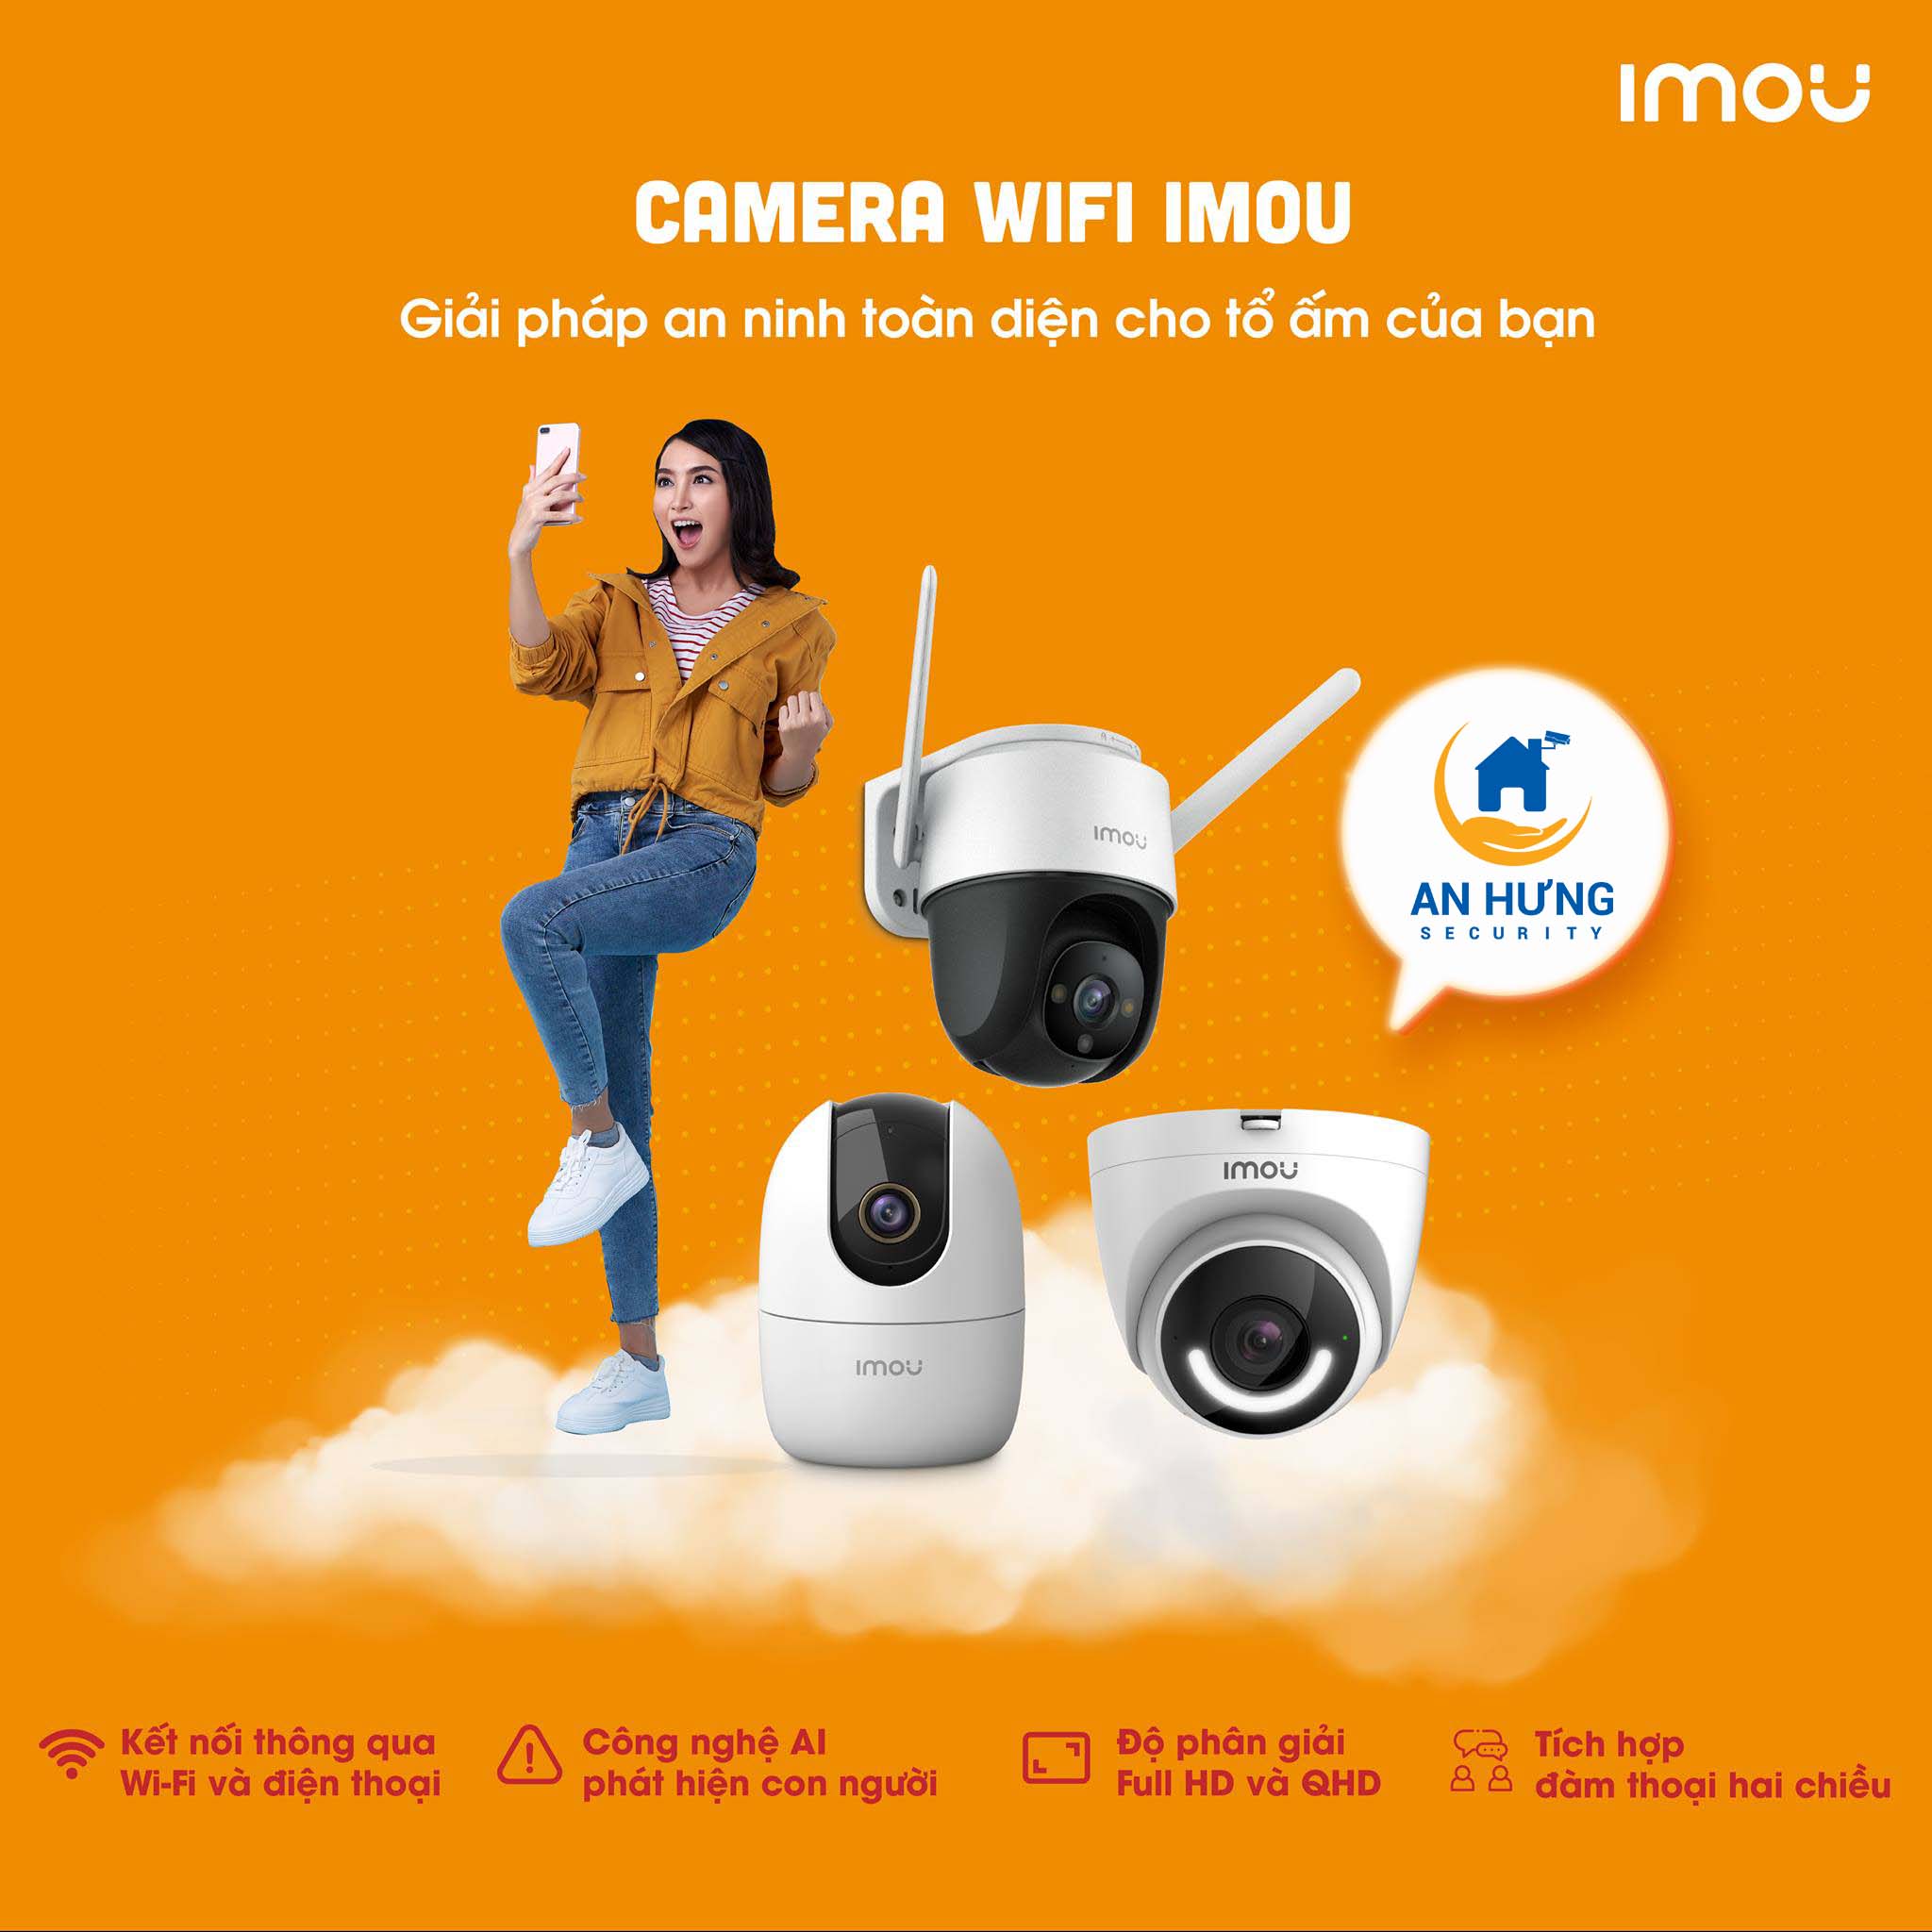 imou
CAMERA WIFI IMOU
Giải pháp an ninh toàn diện cho tổ ấm của bạn
imou
AN HƯNG
SECURITY
imou
imou
Kết nối thông qua
Wi-Fi và điện thoại
Công nghệ AI
phát hiện con người
Độ phân giải
Full HD và QHD
Tích hợp
đàm thoại hai chiều